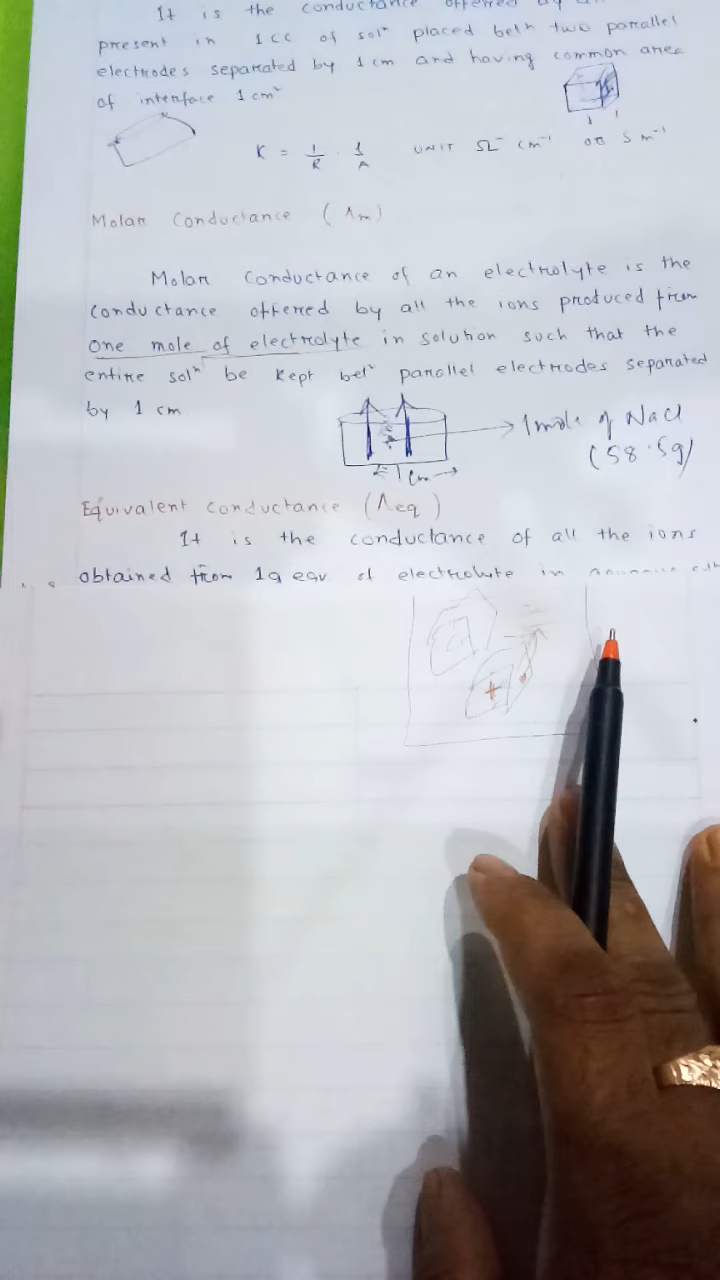 It is the conductance offered by
present in 1cc of solⁿ placed betⁿ two parallel
electrodes separated by 1 cm and having common area
of interface 1cm²
K = 1/R · 1/A UNIT Ω⁻ cm⁻¹ or S m⁻¹
Molar Conductance (Λm)
Molar Conductance of an electrolyte is the
conductance offered by all the ions produced from
one mole of electrolyte in solution such that the
entire solⁿ be kept betⁿ parallel electrodes separated
by 1 cm
1 mole of NaCl
(58.5g)
1 cm
Equivalent conductance (Λeq)
It is the conductance of all the ions
obtained from 1g eqv. of electrolyte in
+